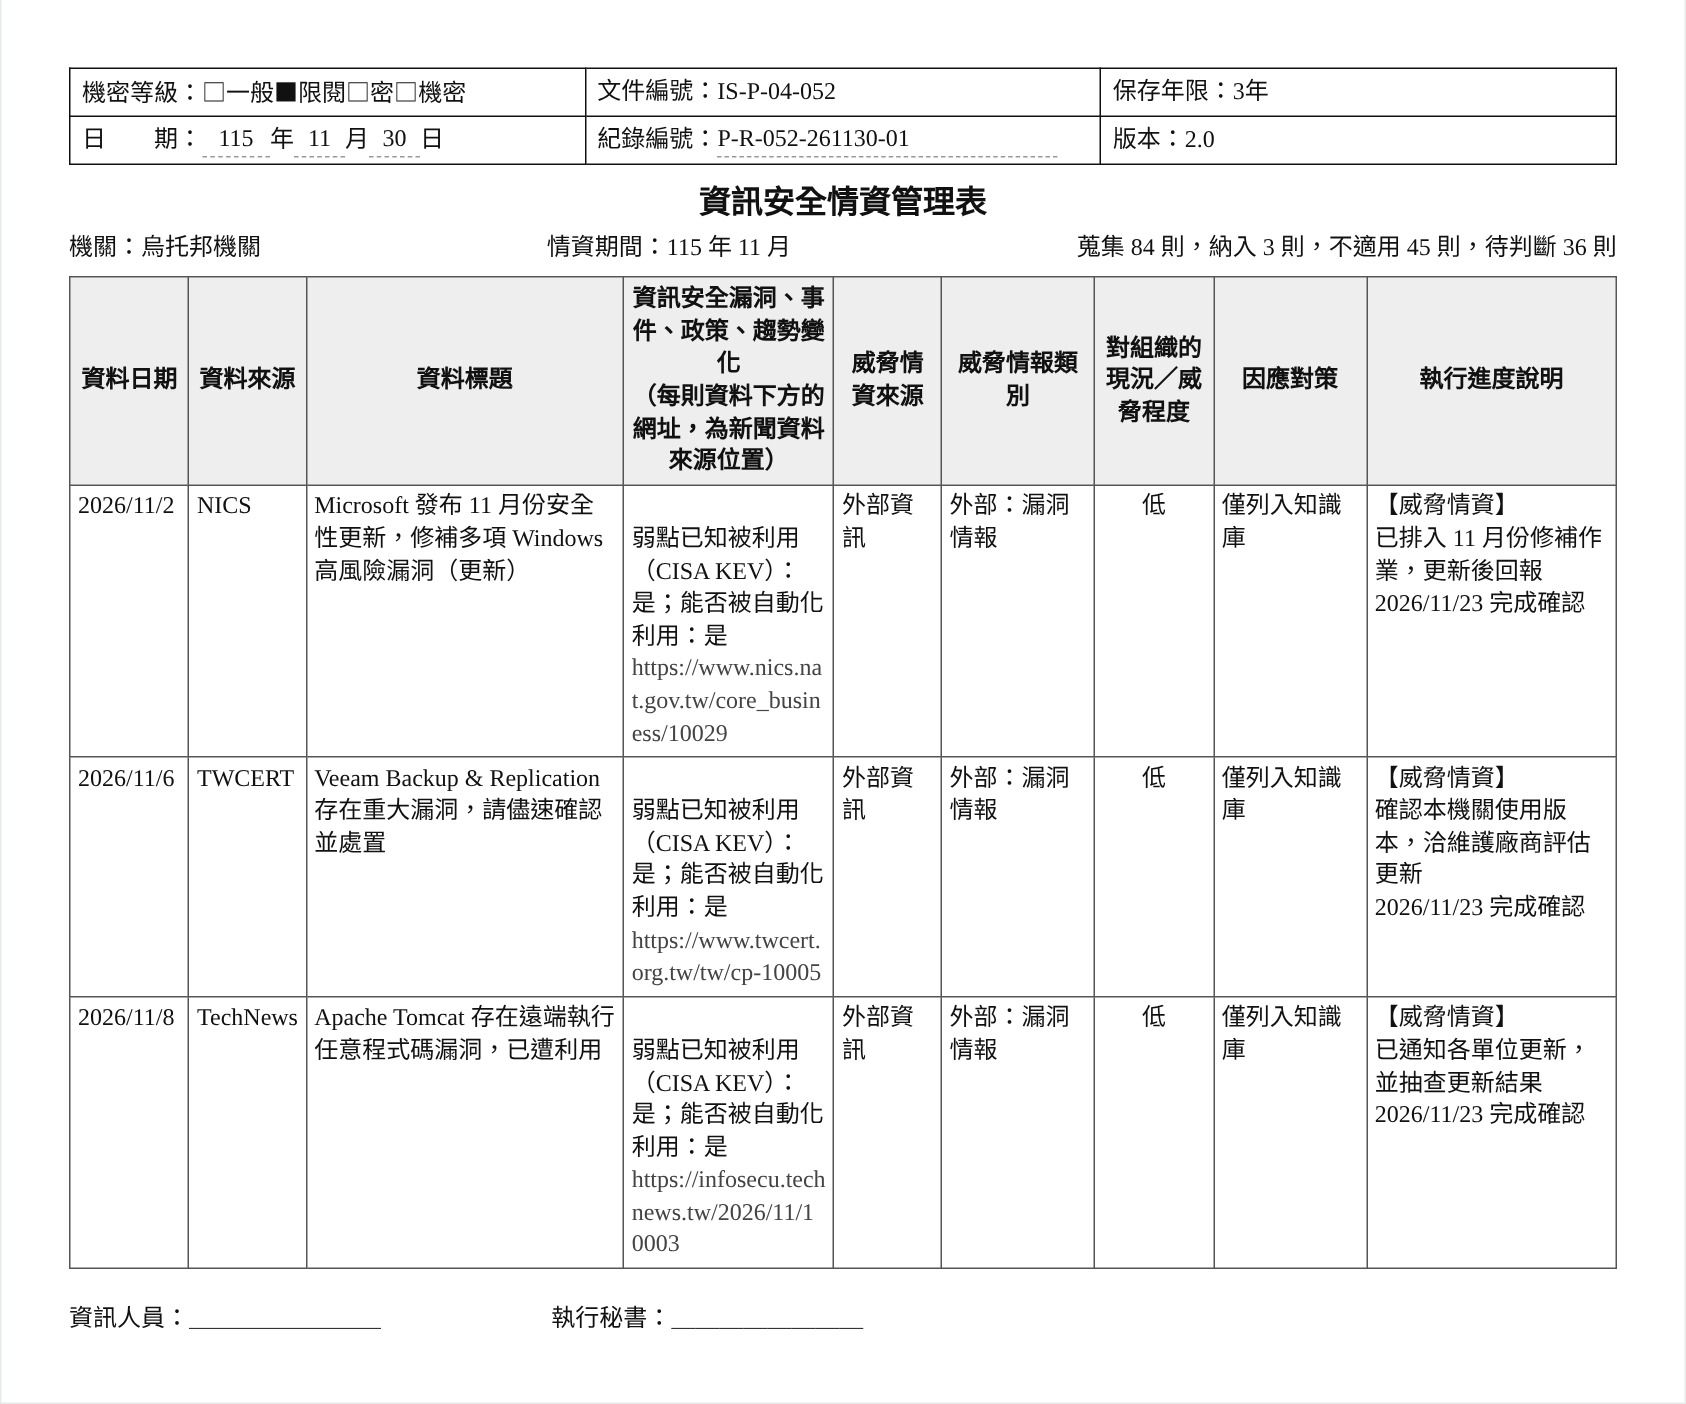 機密等級：□一般■限閱□密□機密
文件編號：IS-P-04-052
保存年限：3年
日　　期： 115 年 11 月 30 日
紀錄編號：P-R-052-261130-01
版本：2.0
資訊安全情資管理表
機關：烏托邦機關
情資期間：115 年 11 月
蒐集 84 則，納入 3 則，不適用 45 則，待判斷 36 則
資料日期
資料來源
資料標題
資訊安全漏洞、事
件、政策、趨勢變
化
（每則資料下方的
網址，為新聞資料
來源位置）
威脅情
資來源
威脅情報類
別
對組織的
現況／威
脅程度
因應對策
執行進度說明
2026/11/2
NICS
Microsoft 發布 11 月份安全
性更新，修補多項 Windows
高風險漏洞（更新）
弱點已知被利用
（CISA KEV）：
是；能否被自動化
利用：是
https://www.nics.na
t.gov.tw/core_busin
ess/10029
外部資
訊
外部：漏洞
情報
低
僅列入知識
庫
【威脅情資】
已排入 11 月份修補作
業，更新後回報
2026/11/23 完成確認
2026/11/6
TWCERT
Veeam Backup & Replication
存在重大漏洞，請儘速確認
並處置
弱點已知被利用
（CISA KEV）：
是；能否被自動化
利用：是
https://www.twcert.
org.tw/tw/cp-10005
外部資
訊
外部：漏洞
情報
低
僅列入知識
庫
【威脅情資】
確認本機關使用版
本，洽維護廠商評估
更新
2026/11/23 完成確認
2026/11/8
TechNews
Apache Tomcat 存在遠端執行
任意程式碼漏洞，已遭利用
弱點已知被利用
（CISA KEV）：
是；能否被自動化
利用：是
https://infosecu.tech
news.tw/2026/11/1
0003
外部資
訊
外部：漏洞
情報
低
僅列入知識
庫
【威脅情資】
已通知各單位更新，
並抽查更新結果
2026/11/23 完成確認
資訊人員：________________
執行秘書：________________